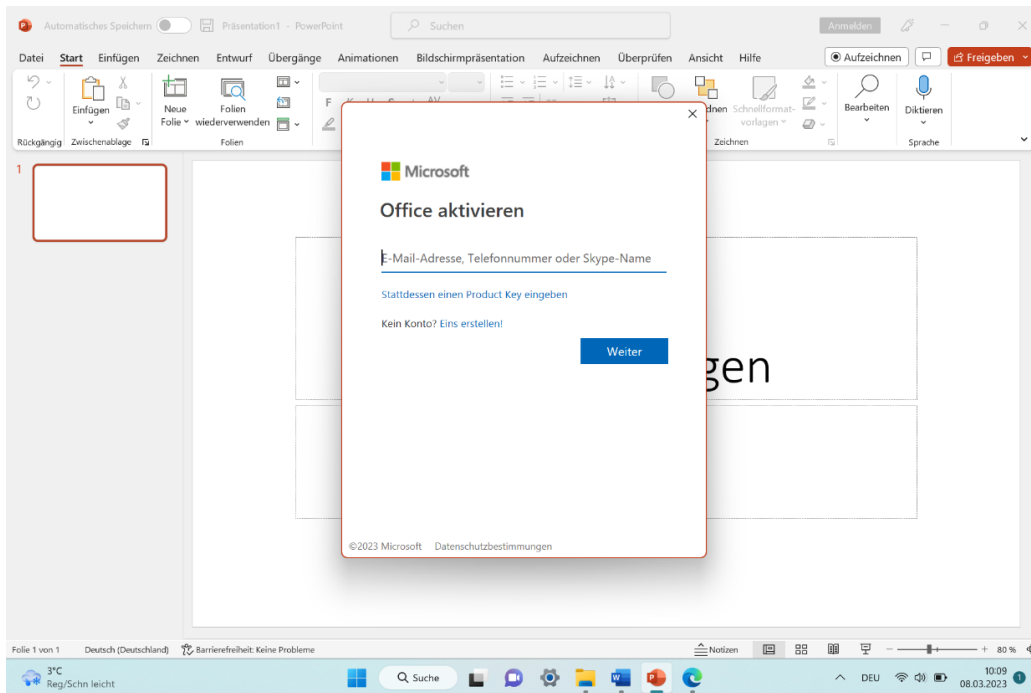 Automatisches Speichern Präsentation1 - PowerPoint Suchen Anmelden
Datei Start Einfügen Zeichnen Entwurf Übergänge Animationen Bildschirmpräsentation Aufzeichnen Überprüfen Ansicht Hilfe Aufzeichnen Freigeben
Einfügen
Neue
Folie
Folien
wiederverwenden
F K U S AV
Schnellformat-
vorlagen
Bearbeiten
Diktieren
Rückgängig Zwischenablage Folien Zeichnen Sprache
1
Microsoft
Office aktivieren
E-Mail-Adresse, Telefonnummer oder Skype-Name
Stattdessen einen Product Key eingeben
Kein Konto? Eins erstellen!
Weiter
gen
©2023 Microsoft Datenschutzbestimmungen
Folie 1 von 1 Deutsch (Deutschland) Barrierefreiheit: Keine Probleme Notizen 80 %
3°C
Reg/Schn leicht
Suche
DEU
10:09
08.03.2023
1